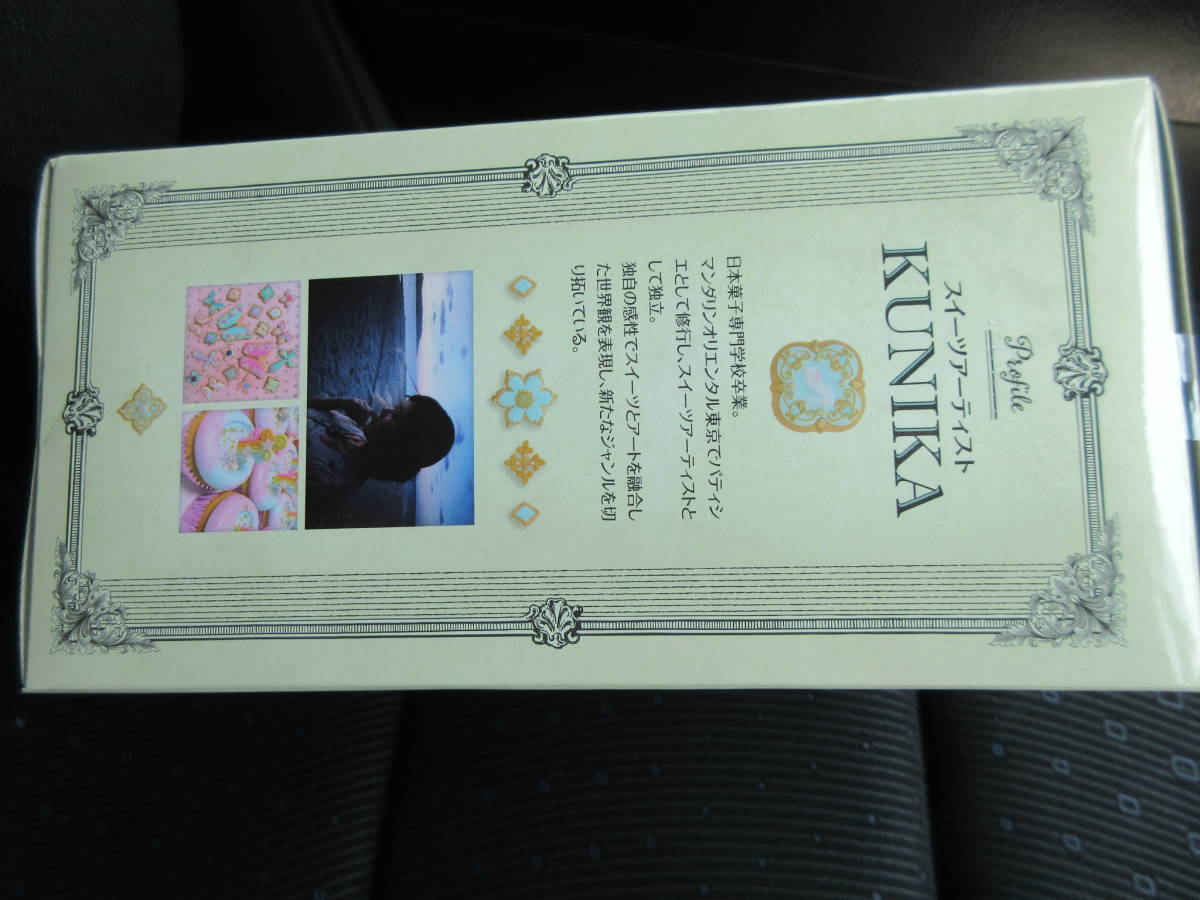 Profile
スイーツアーティスト
KUNIKA
日本菓子専門学校卒業。
マンダリンオリエンタル東京でパティシ
エとして修行し、スイーツアーティストと
して独立。
独自の感性でスイーツとアートを融合し
た世界観を表現し、新たなジャンルを切
り拓いている。